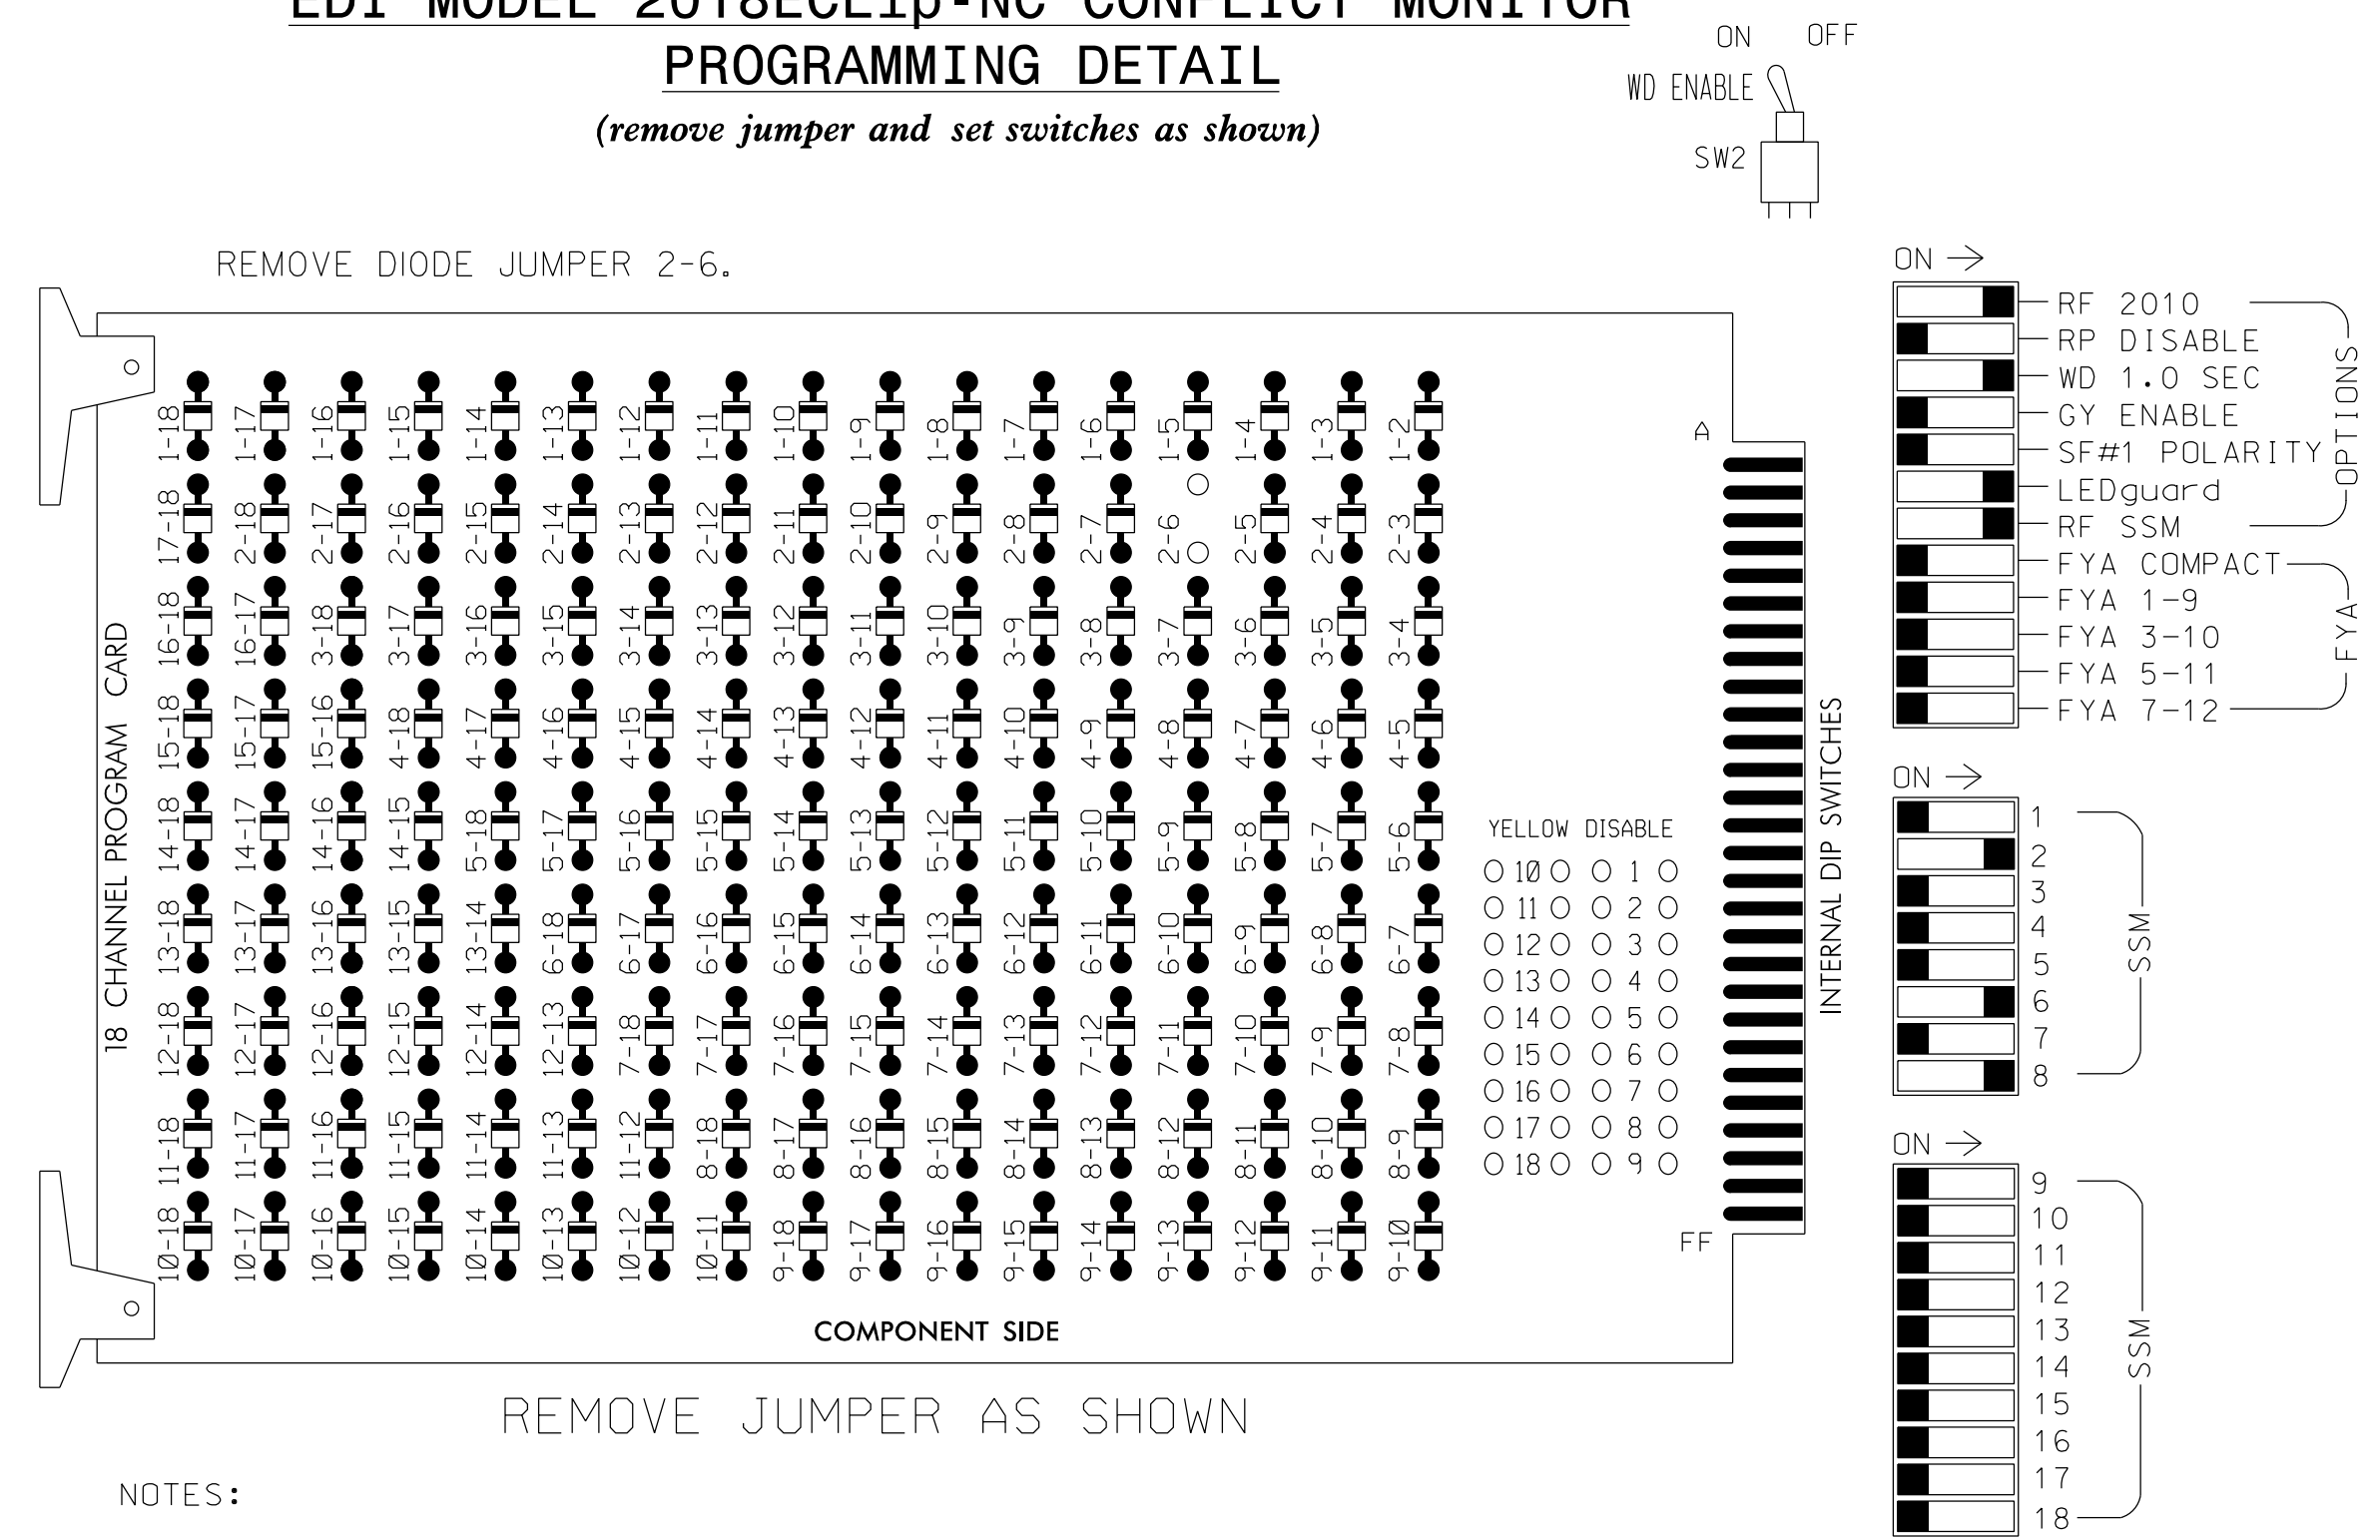 EDI MODEL 2018ECLip-NC CONFLICT MONITOR
PROGRAMMING DETAIL
(remove jumper and set switches as shown)
ON OFF
WD ENABLE
SW2
REMOVE DIODE JUMPER 2-6.
1-18 1-17 1-16 1-15 1-14 1-13 1-12 1-11 1-10 1-9 1-8 1-7 1-6 1-5 1-4 1-3 1-2
17-18 2-18 2-17 2-16 2-15 2-14 2-13 2-12 2-11 2-10 2-9 2-8 2-7 2-6 2-5 2-4 2-3
16-18 16-17 3-18 3-17 3-16 3-15 3-14 3-13 3-12 3-11 3-10 3-9 3-8 3-7 3-6 3-5 3-4
15-18 15-17 15-16 4-18 4-17 4-16 4-15 4-14 4-13 4-12 4-11 4-10 4-9 4-8 4-7 4-6 4-5
14-18 14-17 14-16 14-15 5-18 5-17 5-16 5-15 5-14 5-13 5-12 5-11 5-10 5-9 5-8 5-7 5-6
13-18 13-17 13-16 13-15 13-14 6-18 6-17 6-16 6-15 6-14 6-13 6-12 6-11 6-10 6-9 6-8 6-7
12-18 12-17 12-16 12-15 12-14 12-13 7-18 7-17 7-16 7-15 7-14 7-13 7-12 7-11 7-10 7-9 7-8
11-18 11-17 11-16 11-15 11-14 11-13 11-12 8-18 8-17 8-16 8-15 8-14 8-13 8-12 8-11 8-10 8-9
10-18 10-17 10-16 10-15 10-14 10-13 10-12 10-11 9-18 9-17 9-16 9-15 9-14 9-13 9-12 9-11 9-10
18 CHANNEL PROGRAM CARD
A
FF
YELLOW DISABLE
10 1
11 2
12 3
13 4
14 5
15 6
16 7
17 8
18 9
COMPONENT SIDE
REMOVE JUMPER AS SHOWN
NOTES:
INTERNAL DIP SWITCHES
ON
RF 2010
RP DISABLE
WD 1.0 SEC
GY ENABLE
SF#1 POLARITY
LEDguard
RF SSM
OPTIONS
FYA COMPACT
FYA 1-9
FYA 3-10
FYA 5-11
FYA 7-12
FYA
ON
1
2
3
4
5
6
7
8
SSM
ON
9
10
11
12
13
14
15
16
17
18
SSM